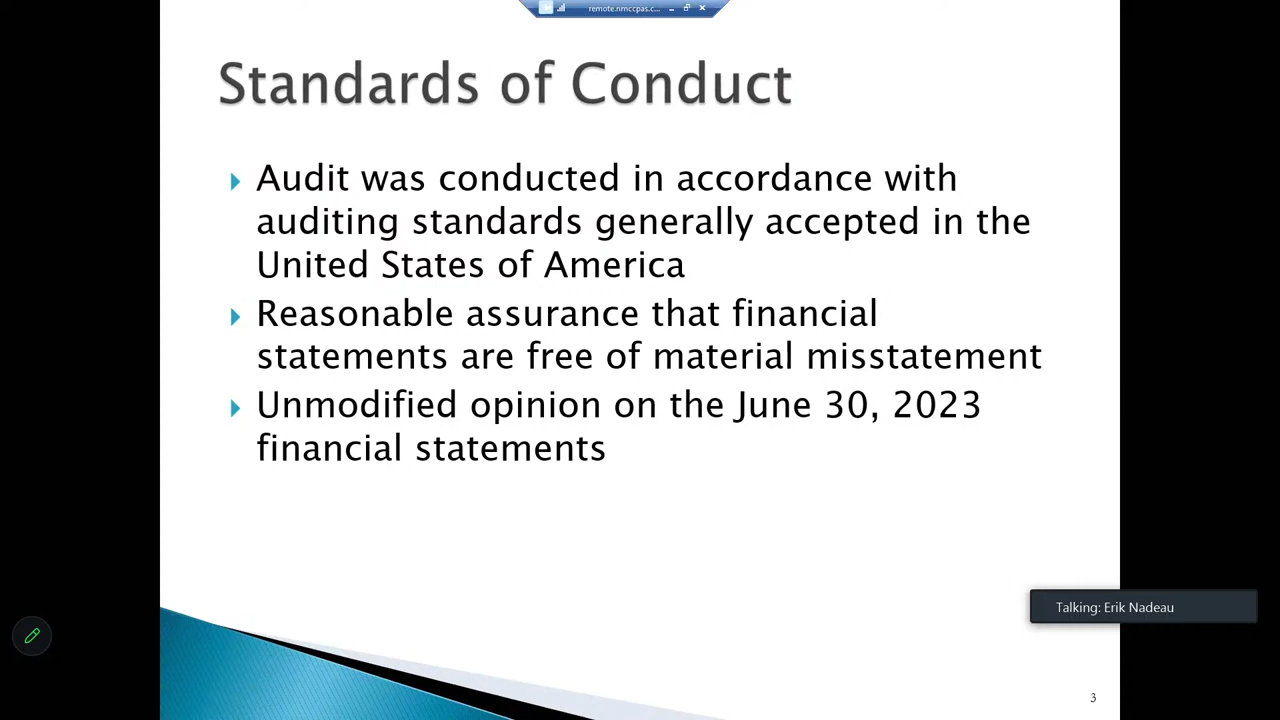 remote.nmccpas.c...
Standards of Conduct
Audit was conducted in accordance with
auditing standards generally accepted in the
United States of America
Reasonable assurance that financial
statements are free of material misstatement
Unmodified opinion on the June 30, 2023
financial statements
Talking: Erik Nadeau
3